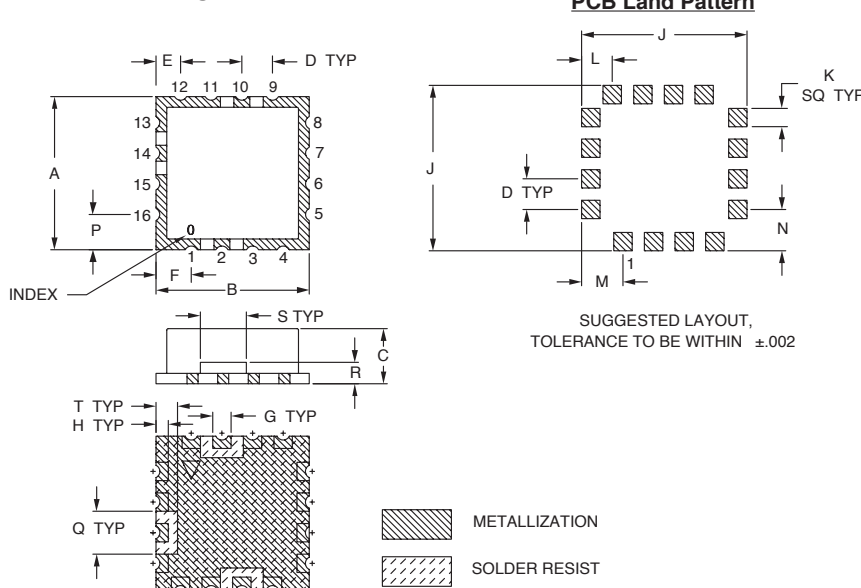 PCB Land Pattern
E
D TYP
12 11 10 9
13
14
15
16
8
7
6
5
A
P
0
1 2 3 4
F
B
INDEX
J
L
K
SQ TYP
J
D TYP
N
1
M
SUGGESTED LAYOUT,
TOLERANCE TO BE WITHIN ±.002
S TYP
C
R
T TYP
H TYP
G TYP
Q TYP
METALLIZATION
SOLDER RESIST